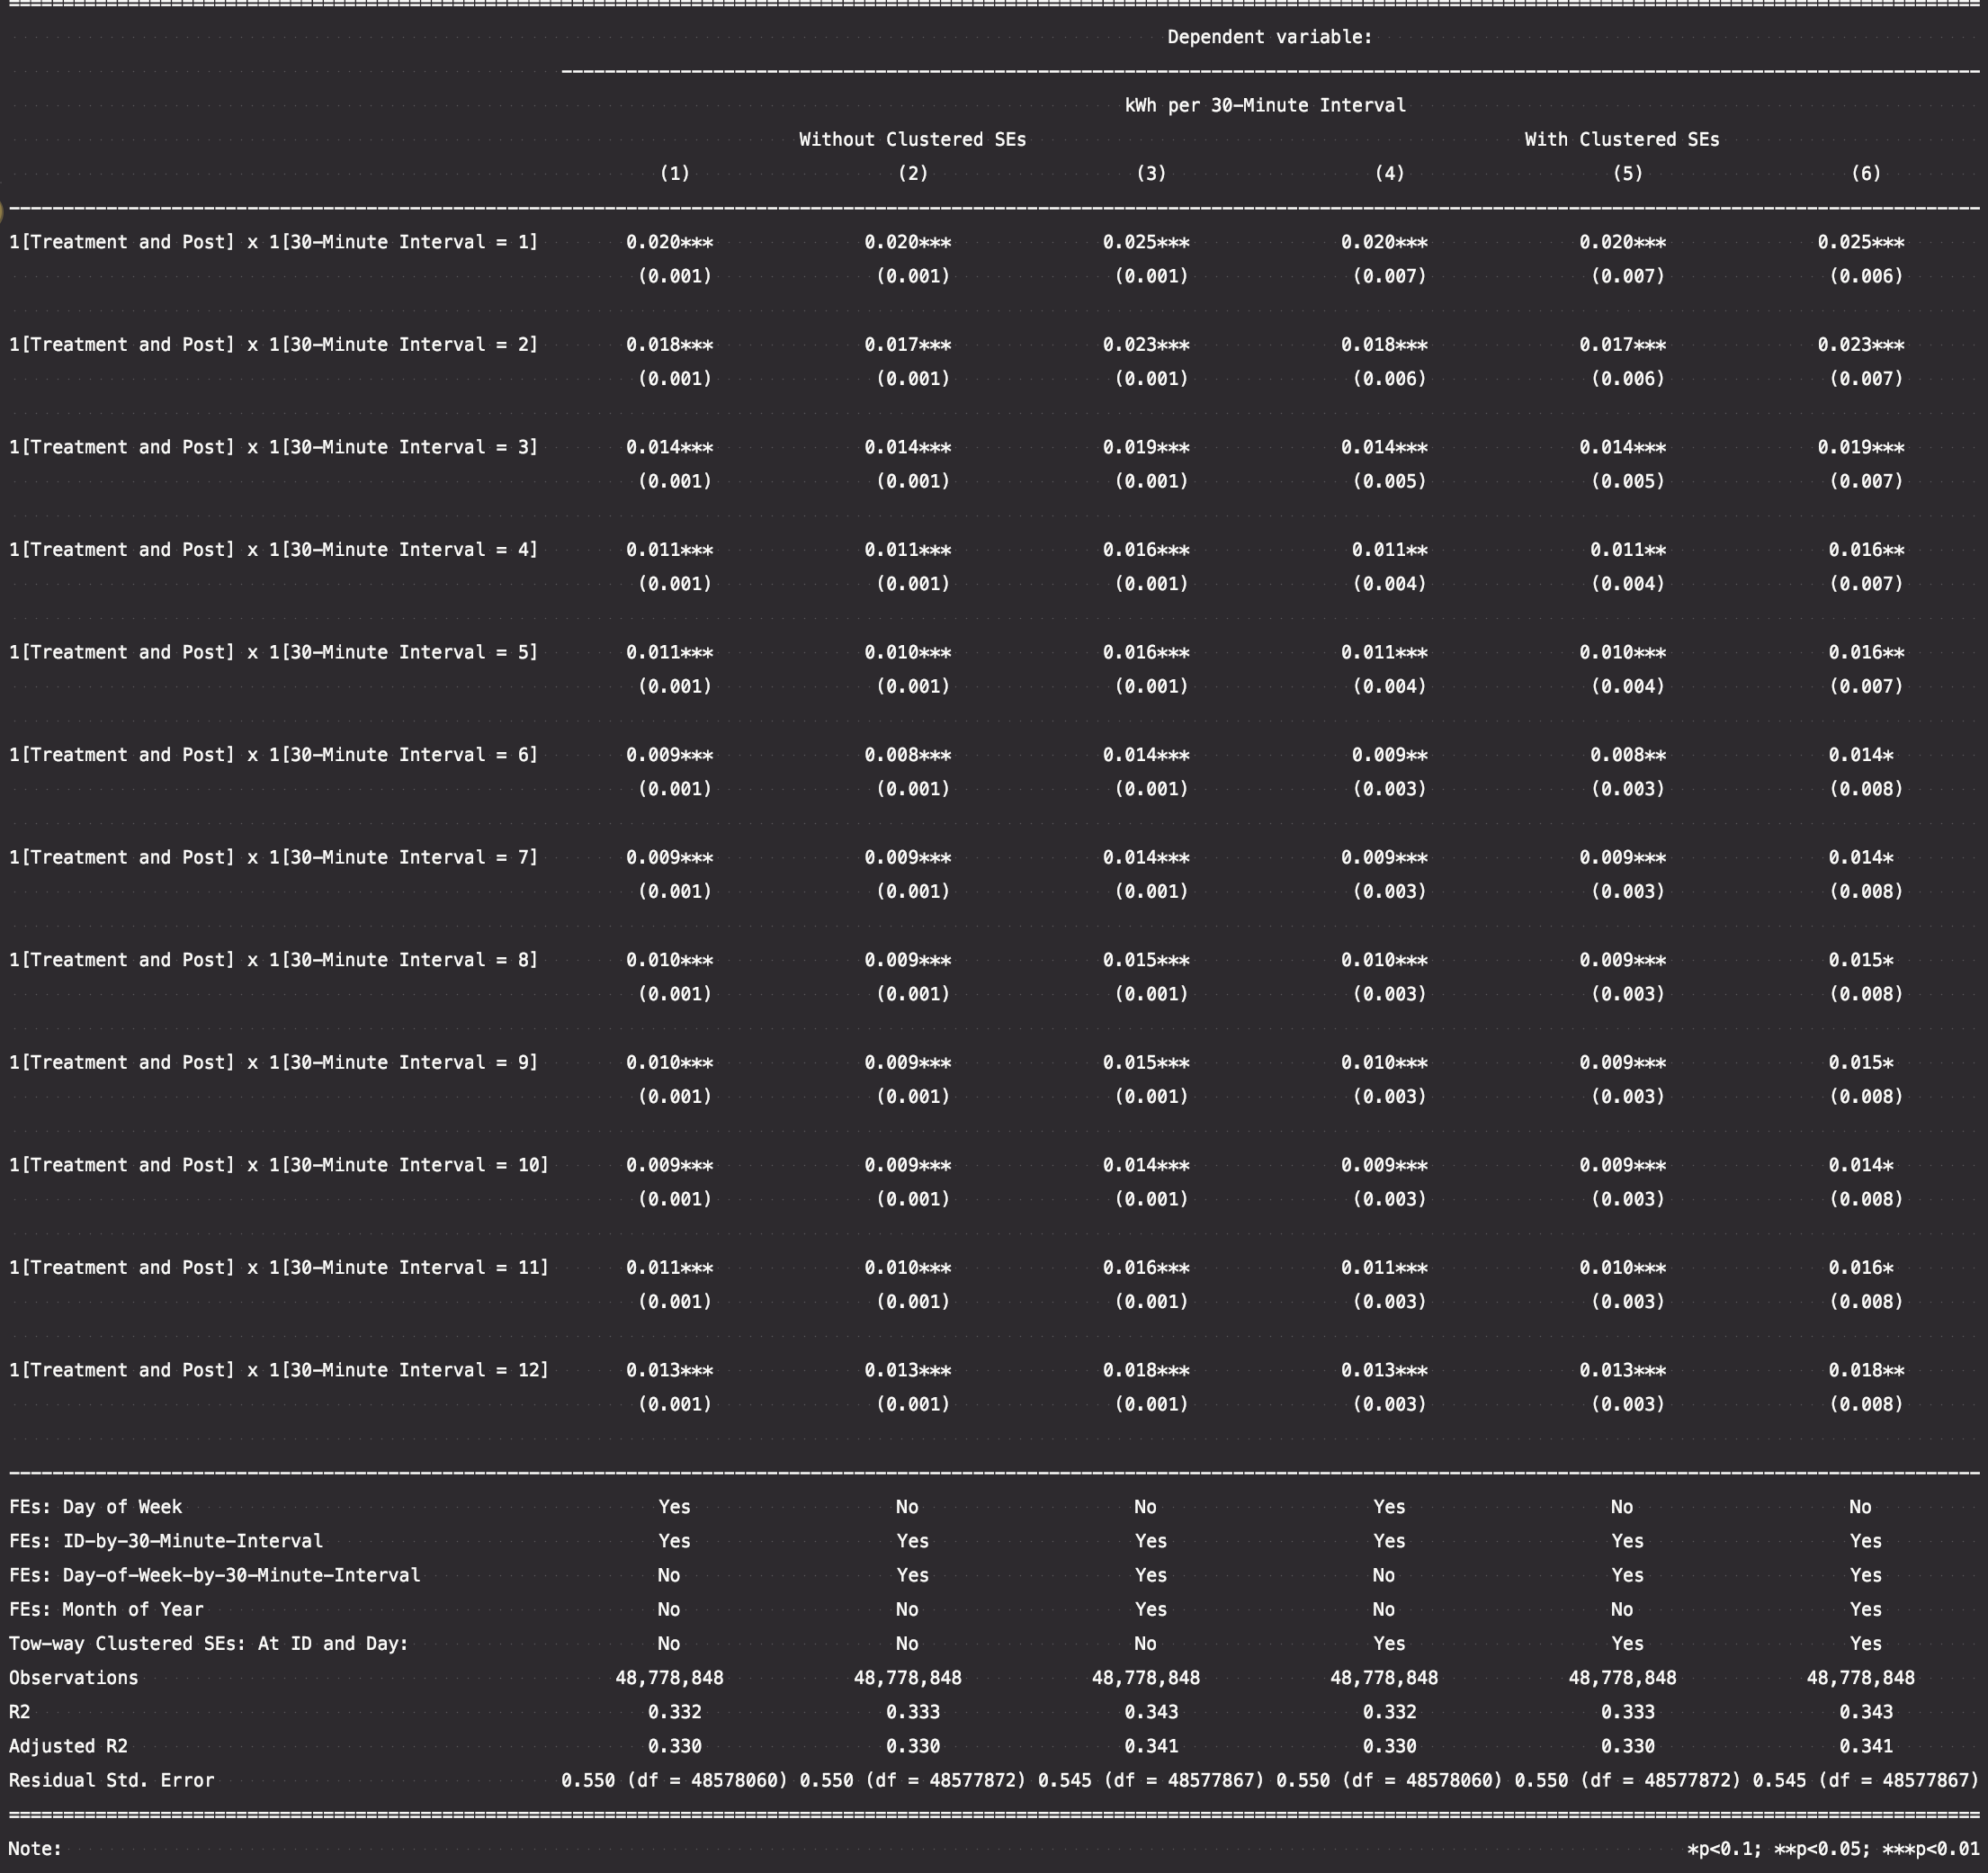 Dependent variable:
kWh per 30-Minute Interval
Without Clustered SEs With Clustered SEs
(1) (2) (3) (4) (5) (6)
1[Treatment and Post] x 1[30-Minute Interval = 1] 0.020*** 0.020*** 0.025*** 0.020*** 0.020*** 0.025***
(0.001) (0.001) (0.001) (0.007) (0.007) (0.006)
1[Treatment and Post] x 1[30-Minute Interval = 2] 0.018*** 0.017*** 0.023*** 0.018*** 0.017*** 0.023***
(0.001) (0.001) (0.001) (0.006) (0.006) (0.007)
1[Treatment and Post] x 1[30-Minute Interval = 3] 0.014*** 0.014*** 0.019*** 0.014*** 0.014*** 0.019***
(0.001) (0.001) (0.001) (0.005) (0.005) (0.007)
1[Treatment and Post] x 1[30-Minute Interval = 4] 0.011*** 0.011*** 0.016*** 0.011** 0.011** 0.016**
(0.001) (0.001) (0.001) (0.004) (0.004) (0.007)
1[Treatment and Post] x 1[30-Minute Interval = 5] 0.011*** 0.010*** 0.016*** 0.011*** 0.010*** 0.016**
(0.001) (0.001) (0.001) (0.004) (0.004) (0.007)
1[Treatment and Post] x 1[30-Minute Interval = 6] 0.009*** 0.008*** 0.014*** 0.009** 0.008** 0.014*
(0.001) (0.001) (0.001) (0.003) (0.003) (0.008)
1[Treatment and Post] x 1[30-Minute Interval = 7] 0.009*** 0.009*** 0.014*** 0.009*** 0.009*** 0.014*
(0.001) (0.001) (0.001) (0.003) (0.003) (0.008)
1[Treatment and Post] x 1[30-Minute Interval = 8] 0.010*** 0.009*** 0.015*** 0.010*** 0.009*** 0.015*
(0.001) (0.001) (0.001) (0.003) (0.003) (0.008)
1[Treatment and Post] x 1[30-Minute Interval = 9] 0.010*** 0.009*** 0.015*** 0.010*** 0.009*** 0.015*
(0.001) (0.001) (0.001) (0.003) (0.003) (0.008)
1[Treatment and Post] x 1[30-Minute Interval = 10] 0.009*** 0.009*** 0.014*** 0.009*** 0.009*** 0.014*
(0.001) (0.001) (0.001) (0.003) (0.003) (0.008)
1[Treatment and Post] x 1[30-Minute Interval = 11] 0.011*** 0.010*** 0.016*** 0.011*** 0.010*** 0.016*
(0.001) (0.001) (0.001) (0.003) (0.003) (0.008)
1[Treatment and Post] x 1[30-Minute Interval = 12] 0.013*** 0.013*** 0.018*** 0.013*** 0.013*** 0.018**
(0.001) (0.001) (0.001) (0.003) (0.003) (0.008)
FEs: Day of Week Yes No No Yes No No
FEs: ID-by-30-Minute-Interval Yes Yes Yes Yes Yes Yes
FEs: Day-of-Week-by-30-Minute-Interval No Yes Yes No Yes Yes
FEs: Month of Year No No Yes No No Yes
Tow-way Clustered SEs: At ID and Day: No No No Yes Yes Yes
Observations 48,778,848 48,778,848 48,778,848 48,778,848 48,778,848 48,778,848
R2 0.332 0.333 0.343 0.332 0.333 0.343
Adjusted R2 0.330 0.330 0.341 0.330 0.330 0.341
Residual Std. Error 0.550 (df = 48578060) 0.550 (df = 48577872) 0.545 (df = 48577867) 0.550 (df = 48578060) 0.550 (df = 48577872) 0.545 (df = 48577867)
Note: *p<0.1; **p<0.05; ***p<0.01